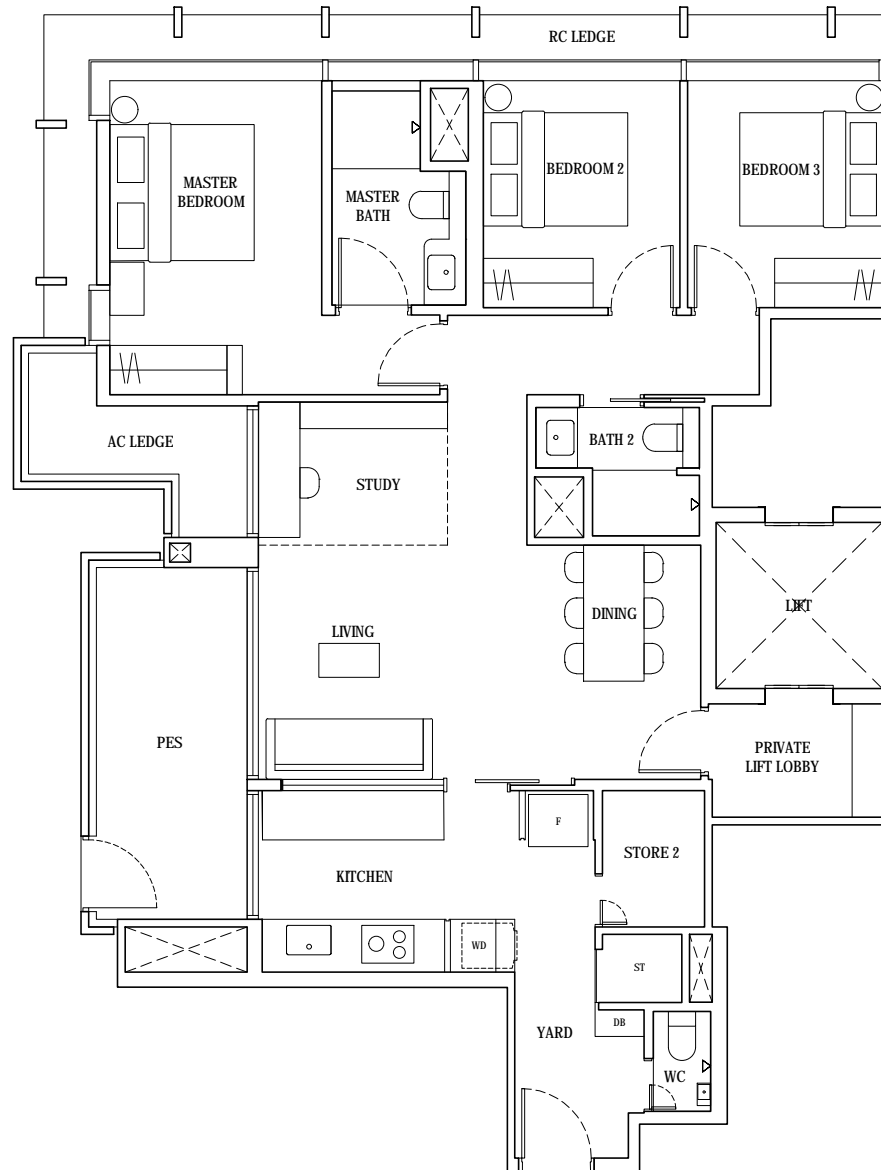 RC LEDGE
MASTER
BEDROOM
MASTER
BATH
BEDROOM 2
BEDROOM 3
AC LEDGE
STUDY
BATH 2
LIVING
DINING
LIFT
PES
PRIVATE
LIFT LOBBY
F
STORE 2
KITCHEN
WD
ST
DB
YARD
WC